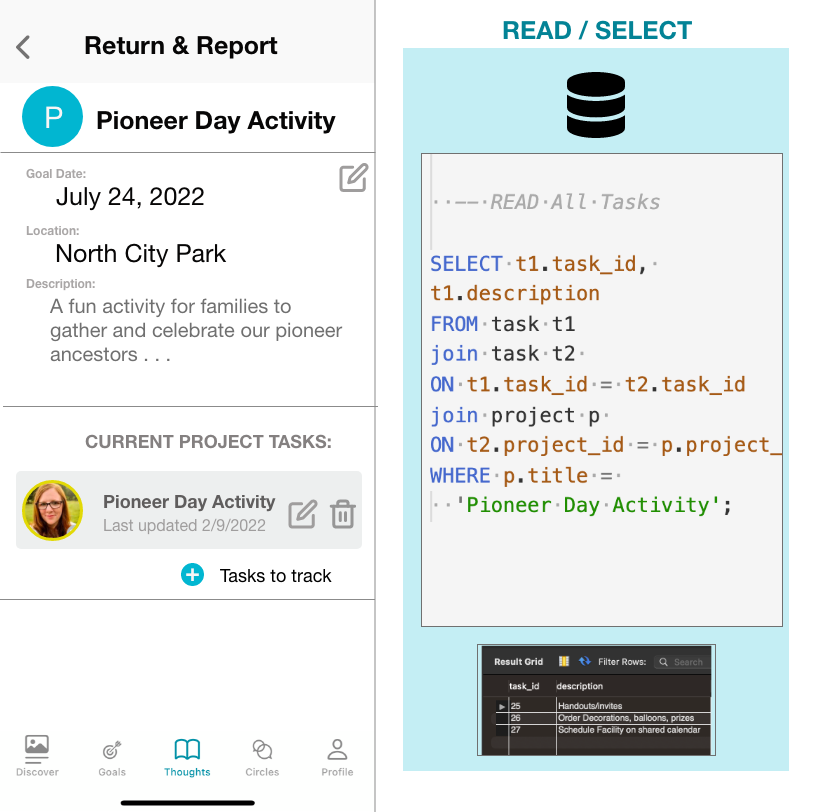 Return & Report
P
Pioneer Day Activity
Goal Date:
July 24, 2022
Location:
North City Park
Description:
A fun activity for families to
gather and celebrate our pioneer
ancestors . . .
CURRENT PROJECT TASKS:
Pioneer Day Activity
Last updated 2/9/2022
Tasks to track
Discover
Goals
Thoughts
Circles
Profile
READ / SELECT
-- READ All Tasks
SELECT t1.task_id,
t1.description
FROM task t1
join task t2
ON t1.task_id = t2.task_id
join project p
ON t2.project_id = p.project_
WHERE p.title =
'Pioneer Day Activity';
Result Grid Filter Rows: Search
task_id description
25 Handouts/invites
26 Order Decorations, balloons, prizes
27 Schedule Facility on shared calendar